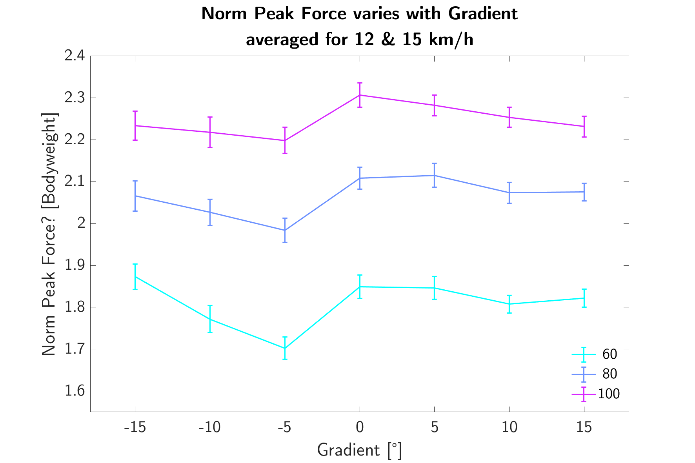 Norm Peak Force varies with Gradient
averaged for 12 & 15 km/h
Norm Peak Force? [Bodyweight]
2.4
2.3
2.2
2.1
2
1.9
1.8
1.7
1.6
-15 -10 -5 0 5 10 15
Gradient [°]
60
80
100